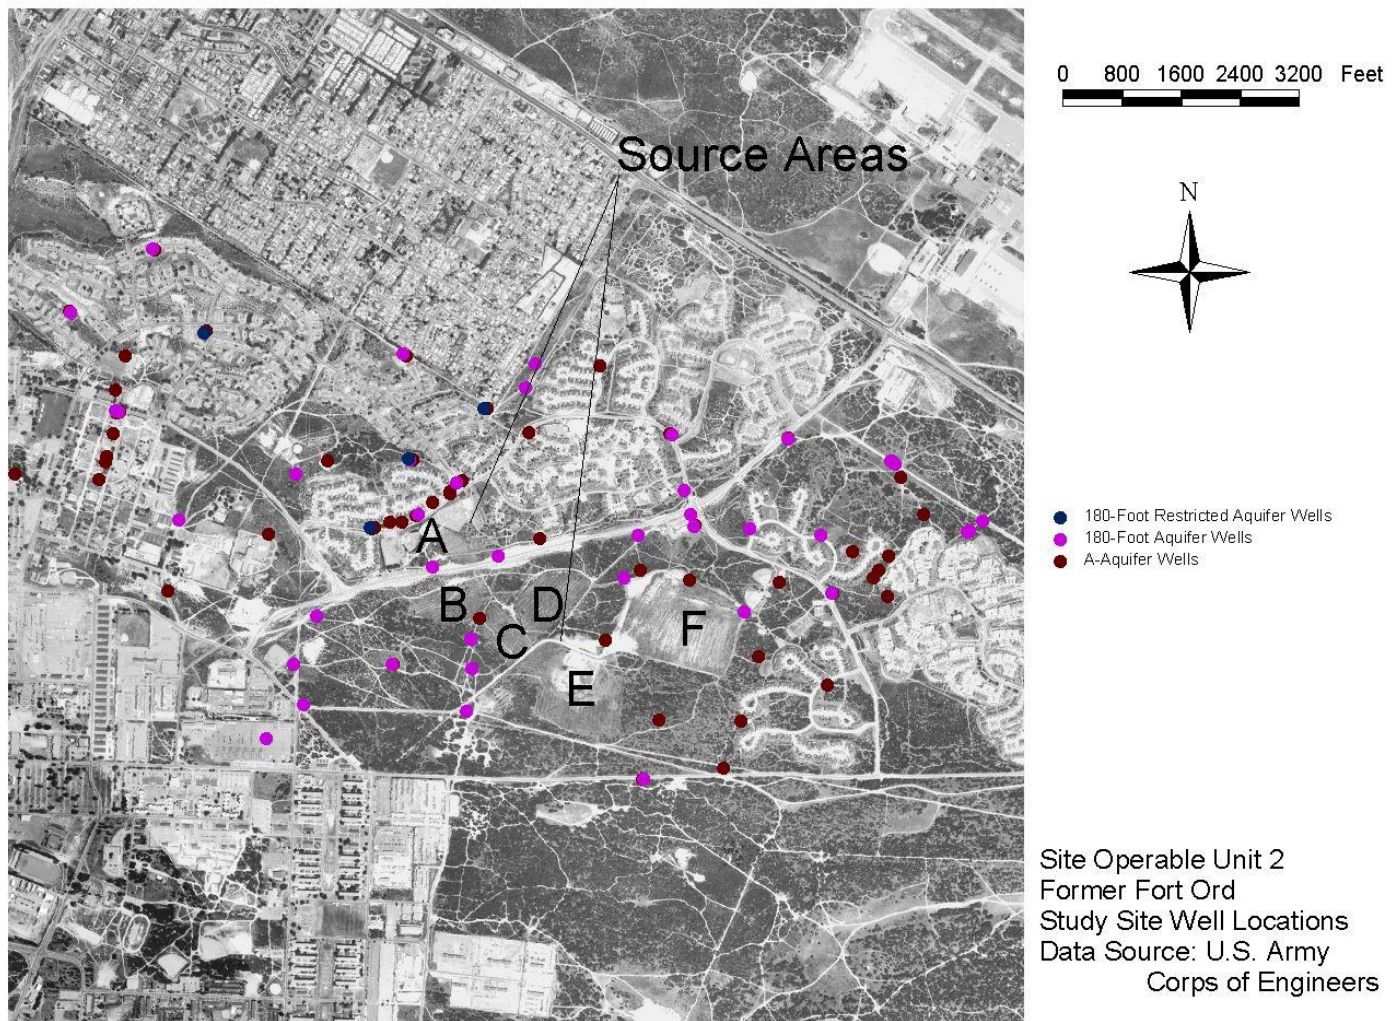 0 800 1600 2400 3200 Feet
Source Areas
N
180-Foot Restricted Aquifer Wells
180-Foot Aquifer Wells
A-Aquifer Wells
A
B
D
C
F
E
Site Operable Unit 2
Former Fort Ord
Study Site Well Locations
Data Source: U.S. Army
Corps of Engineers